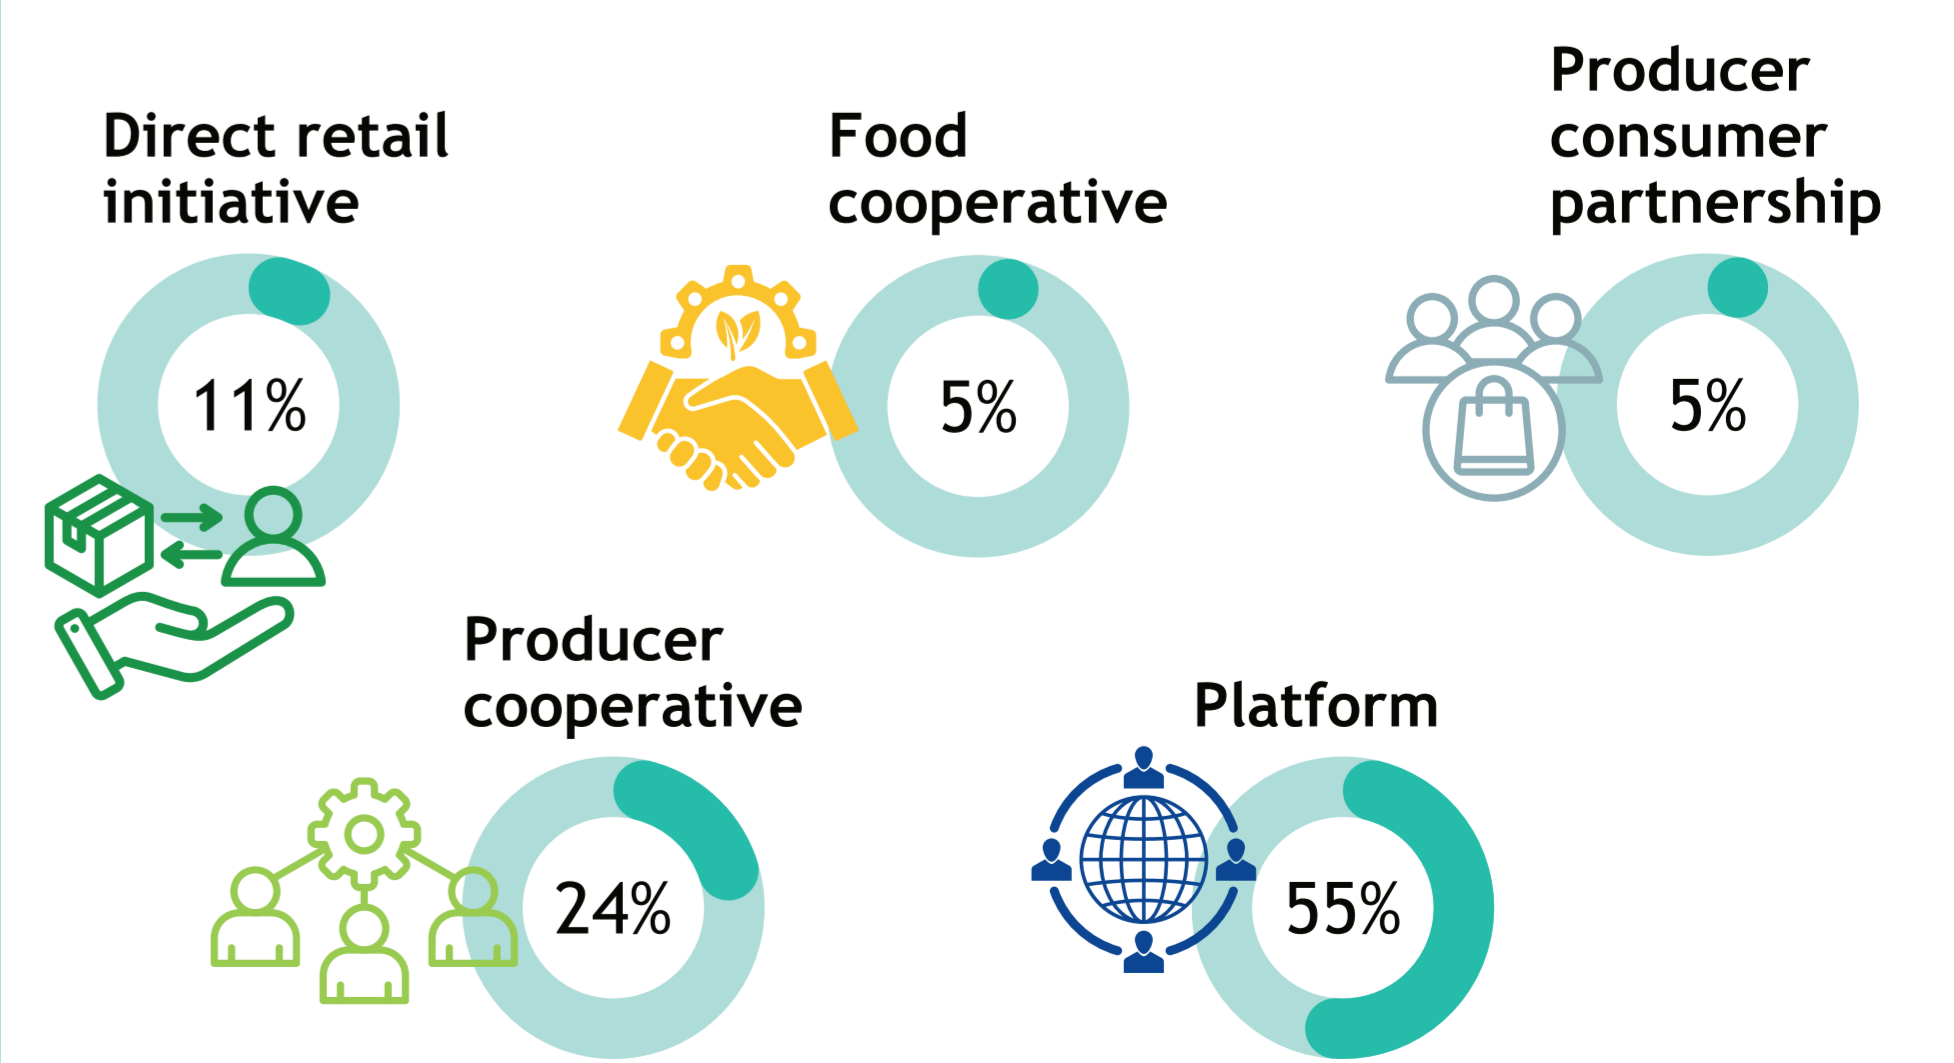 Direct retail
initiative
11%
Food
cooperative
5%
Producer
consumer
partnership
5%
Producer
cooperative
24%
Platform
55%